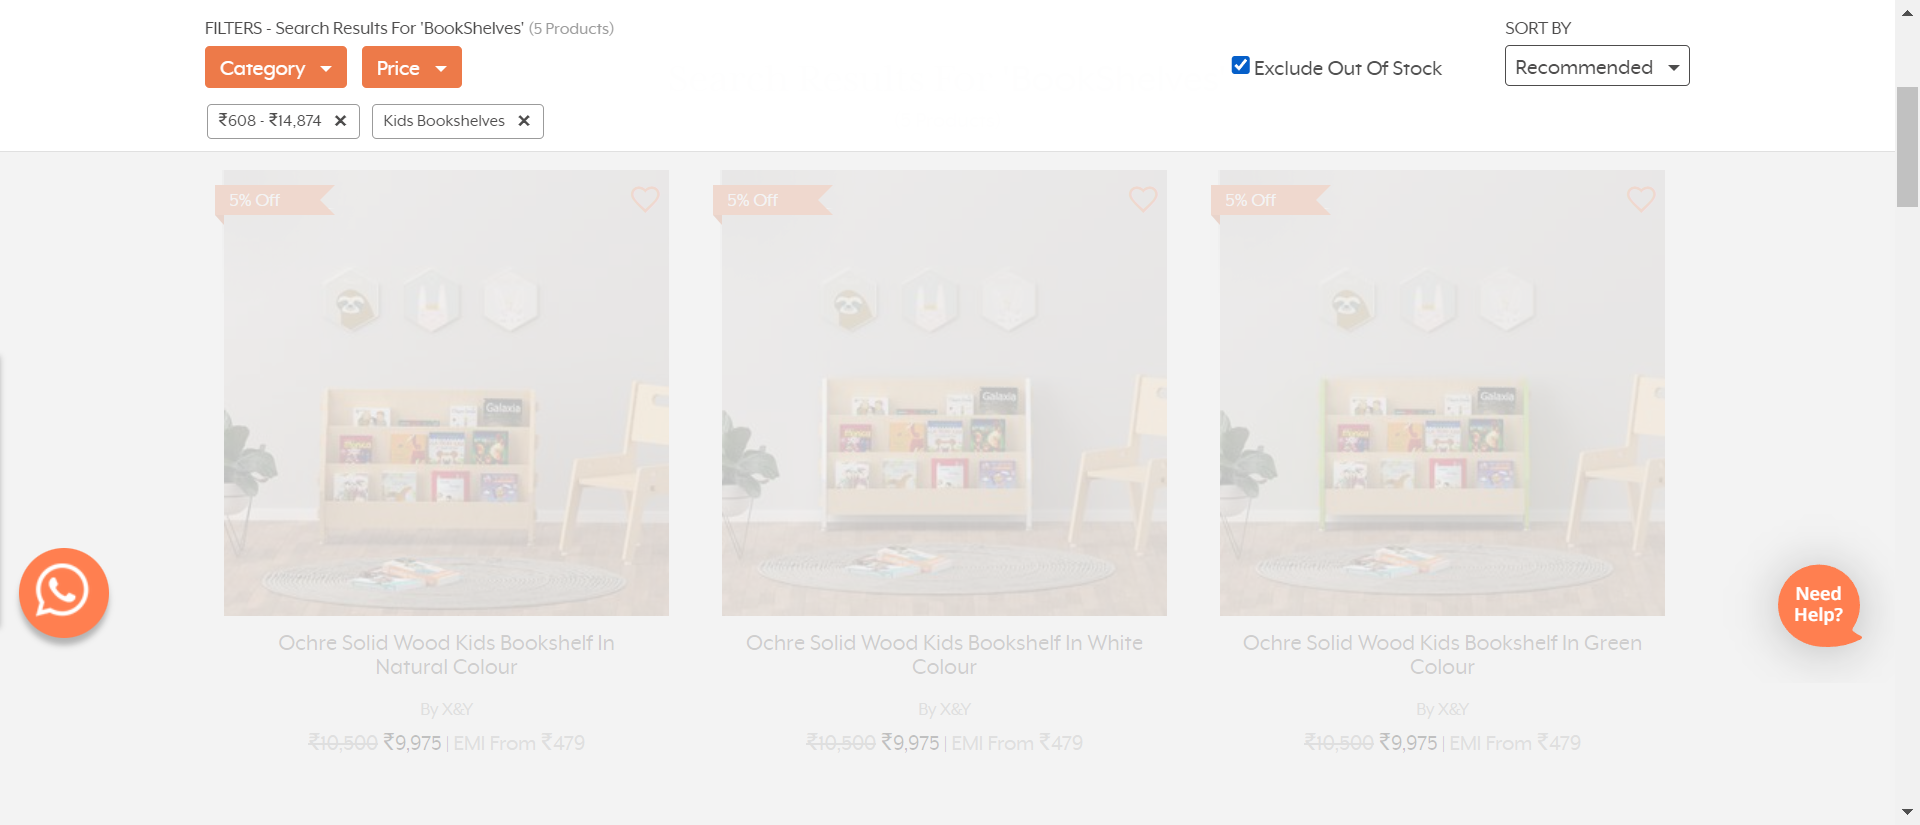 FILTERS - Search Results For 'BookShelves' (5 Products)
SORT BY
Category
Price
Exclude Out Of Stock
Recommended
₹608 - ₹14,874
Kids Bookshelves
5% Off
5% Off
5% Off
Galaxia
Galaxia
Galaxia
Need
Help?
Ochre Solid Wood Kids Bookshelf In
Natural Colour
By X&Y
₹10,500 ₹9,975 | EMI From ₹479
Ochre Solid Wood Kids Bookshelf In White
Colour
By X&Y
₹10,500 ₹9,975 | EMI From ₹479
Ochre Solid Wood Kids Bookshelf In Green
Colour
By X&Y
₹10,500 ₹9,975 | EMI From ₹479